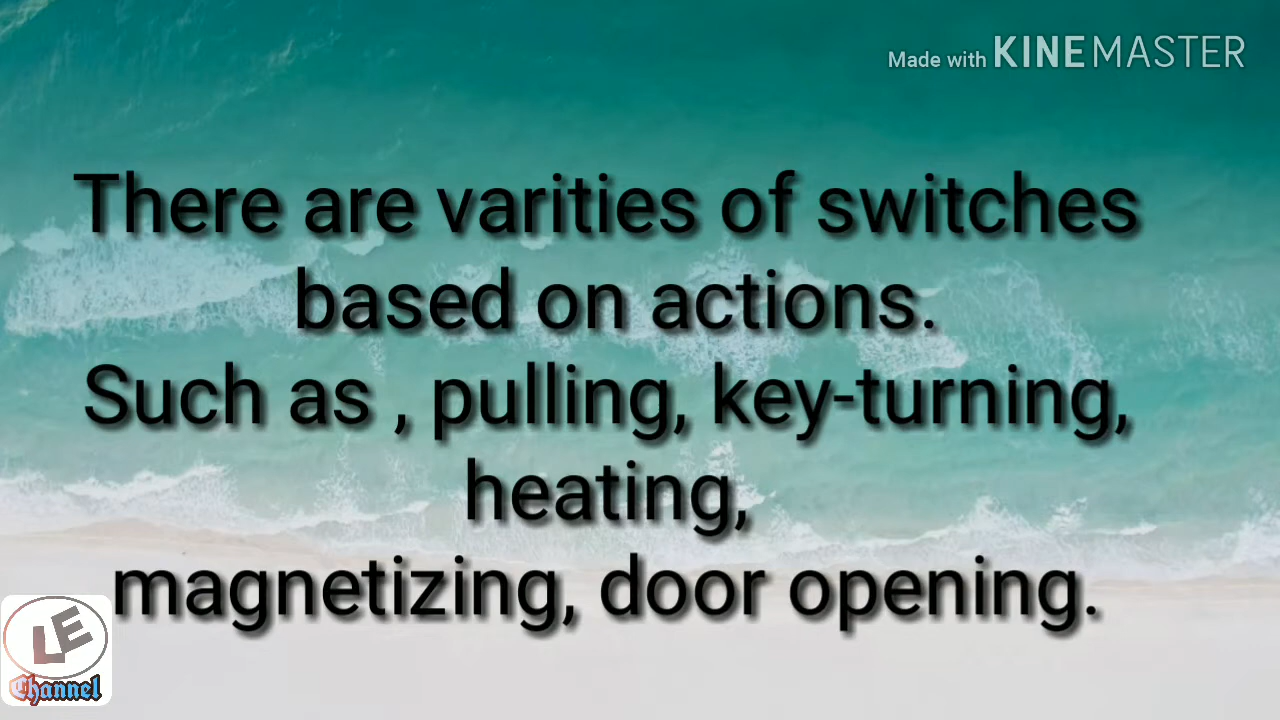 Made with KINEMASTER
There are varities of switches
based on actions.
Such as , pulling, key-turning,
heating,
magnetizing, door opening.
LE
Channel